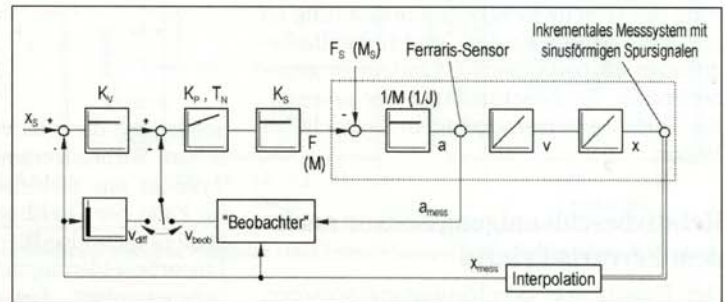 Inkrementales Messsystem mit
sinusförmigen Spursignalen
F_S (M_S)
Ferraris-Sensor
K_V
K_P , T_N
K_S
1/M (1/J)
X_S
+
-
+
-
F
(M)
-
a
v
x
V_diff
V_beob
"Beobachter"
a_mess
X_mess
Interpolation